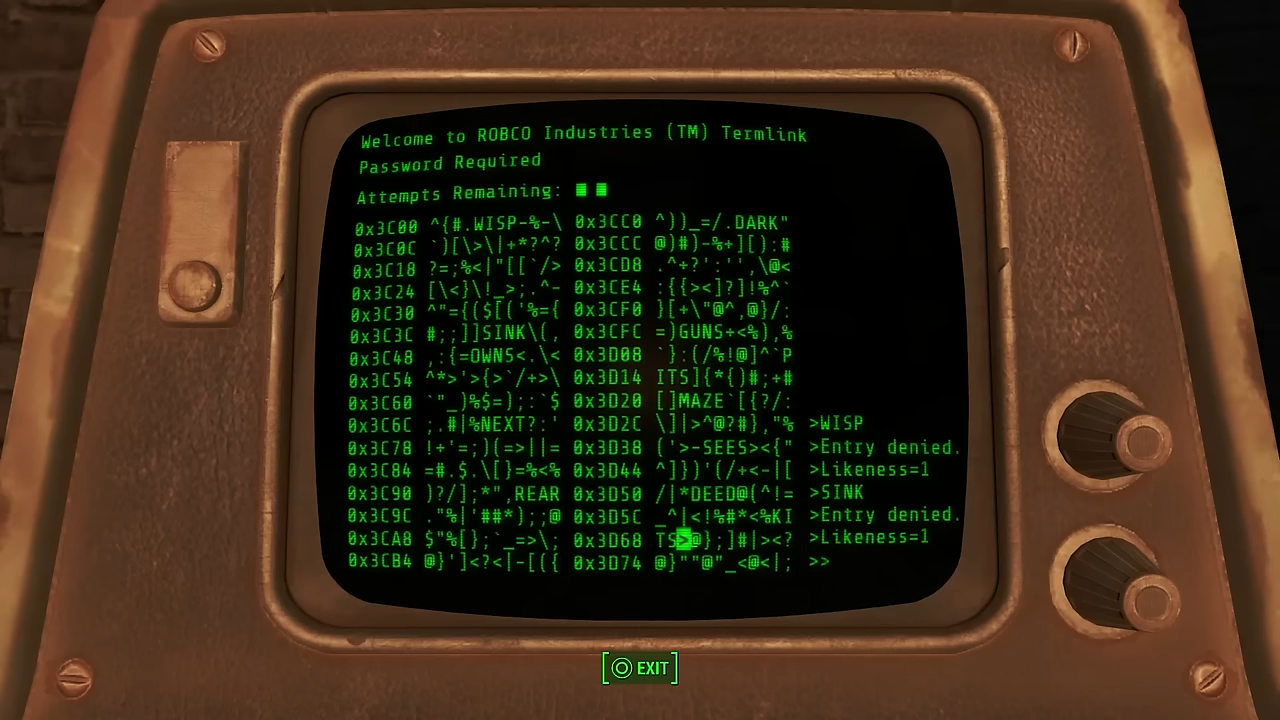 Welcome to ROBCO Industries (TM) Termlink
Password Required
Attempts Remaining: ■ ■
0x3C00 ^{#.WISP-%-\ 0x3CC0 ^))_=/.DARK"
0x3C0C `)[\>\|+*?^? 0x3CCC @)#)-%+][):#
0x3C18 ?=;%<|"[[`/> 0x3CD8 .^+?':'',\@<
0x3C24 [\<}\!_>;.^- 0x3CE4 :{{><]?]!%^`
0x3C30 ^"={($[('%={ 0x3CF0 }[+\"@^,@}/:
0x3C3C #;;]]SINK\(, 0x3CFC =)GUNS+<%),%
0x3C48 ,:{=OWNS<.\< 0x3D08 `}:(/%!@]^`P
0x3C54 ^*>'>{>`/+>\ 0x3D14 ITS]{*{)#;+#
0x3C60 `"_)%$=);:`$ 0x3D20 []MAZE`[{?/:
0x3C6C ;.#|%NEXT?:' 0x3D2C \]|>^@?#},"% >WISP
0x3C78 !+'=;)(=>||= 0x3D38 ('>-SEES><{" >Entry denied.
0x3C84 =#.$.\[}=%<% 0x3D44 ^]})'(/+<-|[ >Likeness=1
0x3C90 )?/];*",REAR 0x3D50 /|*DEED@(^!= >SINK
0x3C9C ."%|'##*);;@ 0x3D5C _^|<!%#*<%KI >Entry denied.
0x3CA8 $"%[};`_=>\; 0x3D68 TS>@};]#|><? >Likeness=1
0x3CB4 @}']<?<|-[({ 0x3D74 @}""@"_<@<|; >>
EXIT